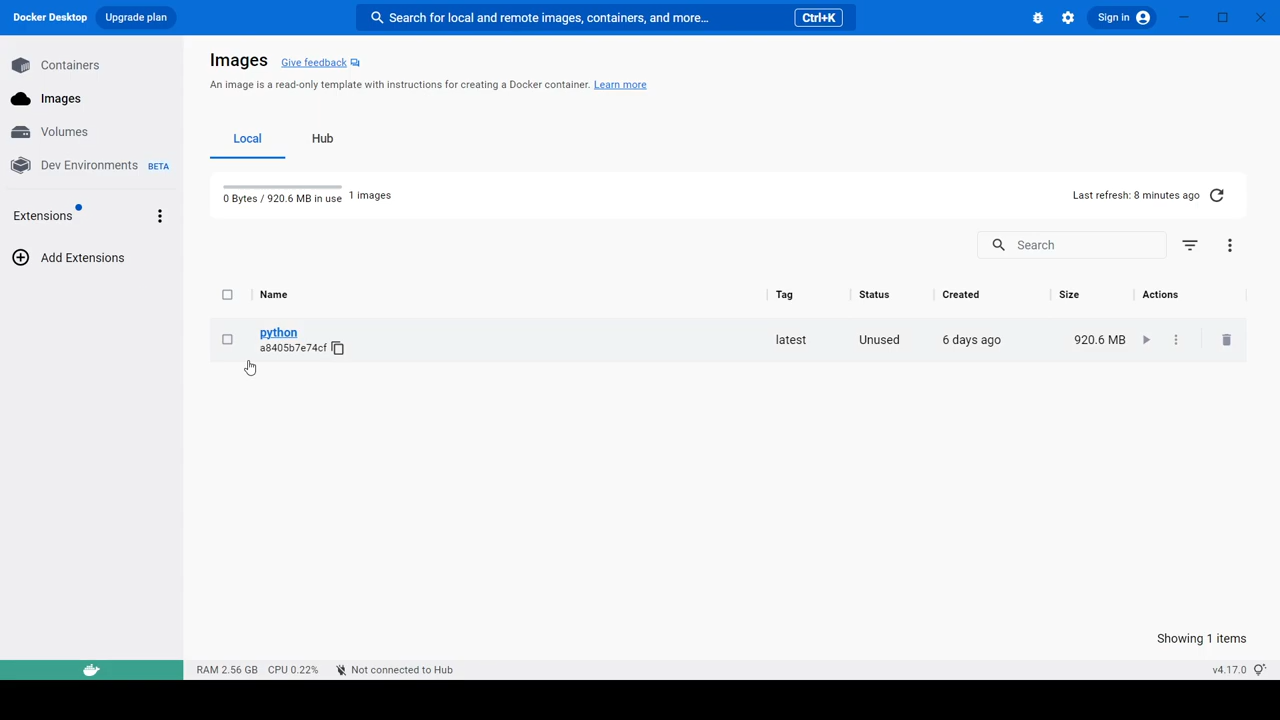 Docker Desktop Upgrade plan Search for local and remote images, containers, and more... Ctrl+K Sign in
Containers
Images
Volumes
Dev Environments BETA
Extensions
Add Extensions
Images Give feedback
An image is a read-only template with instructions for creating a Docker container. Learn more
Local Hub
0 Bytes / 920.6 MB in use 1 images Last refresh: 8 minutes ago
Search
Name Tag Status Created Size Actions
python latest Unused 6 days ago 920.6 MB
a8405b7e74cf
Showing 1 items
RAM 2.56 GB CPU 0.22% Not connected to Hub v4.17.0